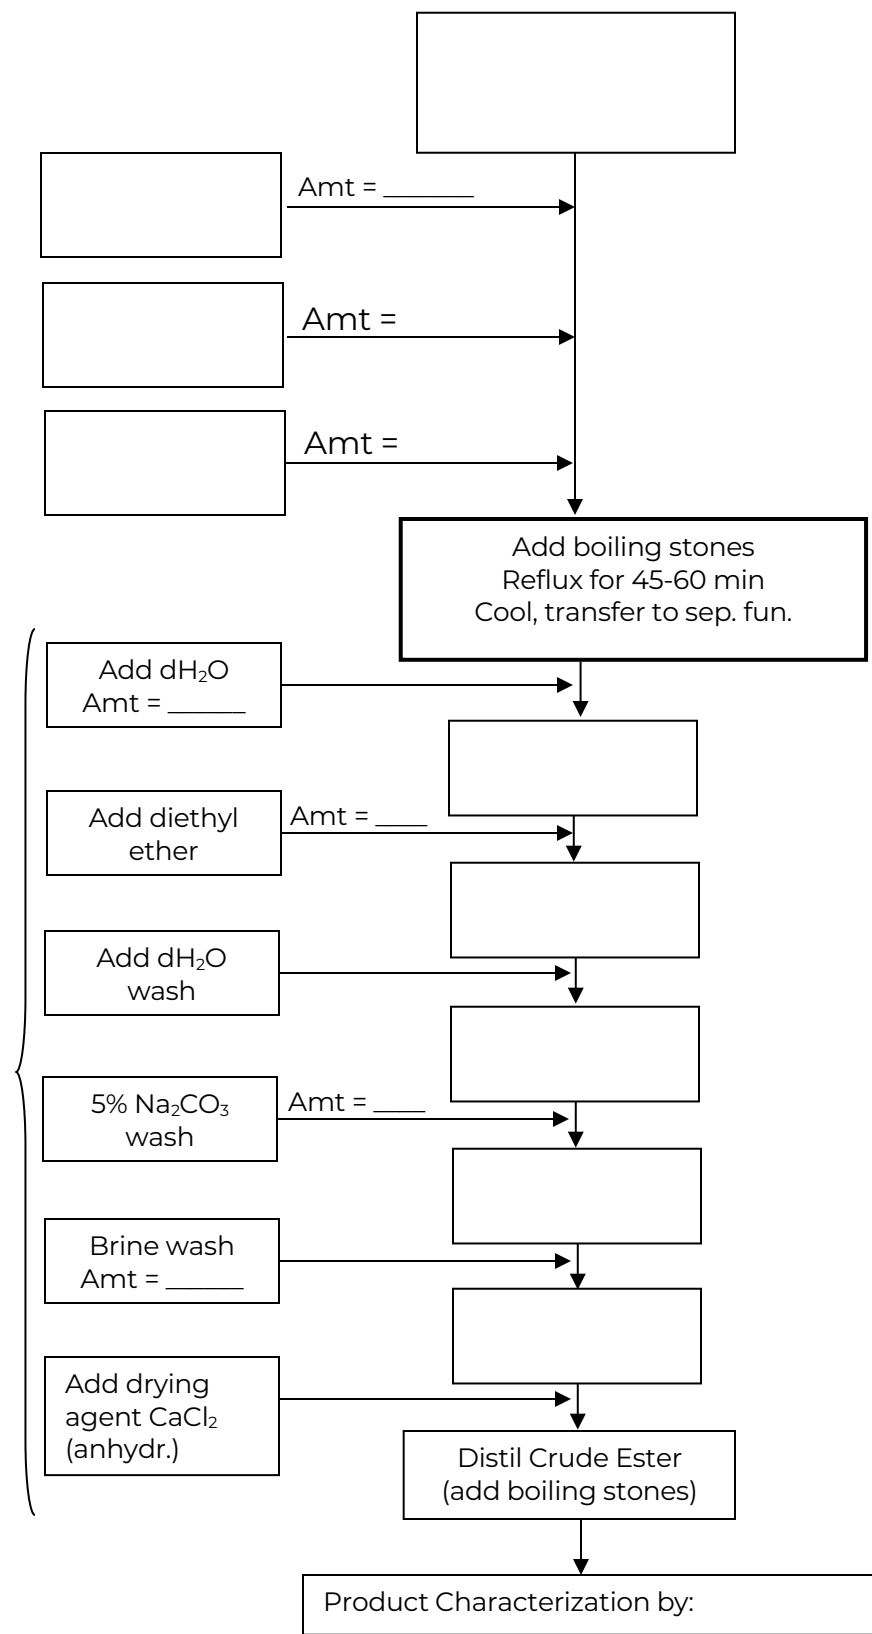 Amt = _______
Amt =
Amt =
Add boiling stones
Reflux for 45-60 min
Cool, transfer to sep. fun.
Add dH₂O
Amt = ______
Add diethyl
ether
Amt = ____
Add dH₂O
wash
5% Na₂CO₃
wash
Amt = ____
Brine wash
Amt = ______
Add drying
agent CaCl₂
(anhydr.)
Distil Crude Ester
(add boiling stones)
Product Characterization by: